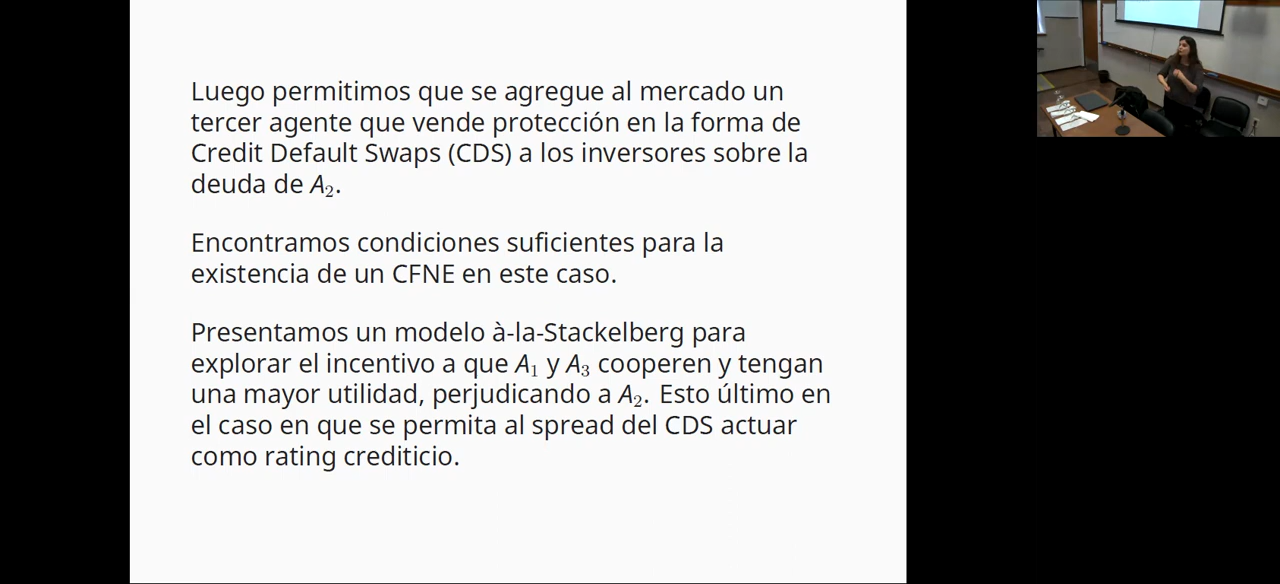 Luego permitimos que se agregue al mercado un
tercer agente que vende protección en la forma de
Credit Default Swaps (CDS) a los inversores sobre la
deuda de A₂.
Encontramos condiciones suficientes para la
existencia de un CFNE en este caso.
Presentamos un modelo à-la-Stackelberg para
explorar el incentivo a que A₁ y A₃ cooperen y tengan
una mayor utilidad, perjudicando a A₂. Esto último en
el caso en que se permita al spread del CDS actuar
como rating crediticio.